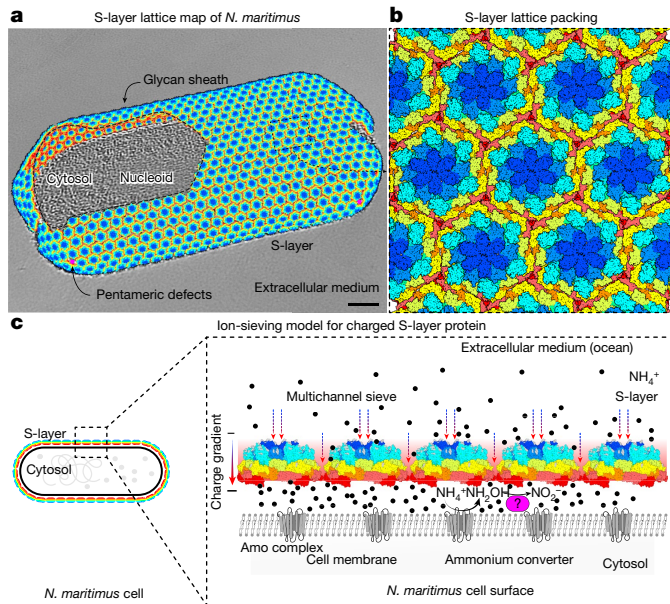 S-layer lattice map of N. maritimus
S-layer lattice packing
a
Glycan sheath
Cytosol
Nucleoid
S-layer
Pentameric defects
Extracellular medium
b
c
Ion-sieving model for charged S-layer protein
Extracellular medium (ocean)
NH₄⁺
Multichannel sieve
S-layer
S-layer
Cytosol
Charge gradient
–
–
NH₄⁺ NH₂OH NO₂⁻
?
Amo complex
Cell membrane
Ammonium converter
Cytosol
N. maritimus cell
N. maritimus cell surface